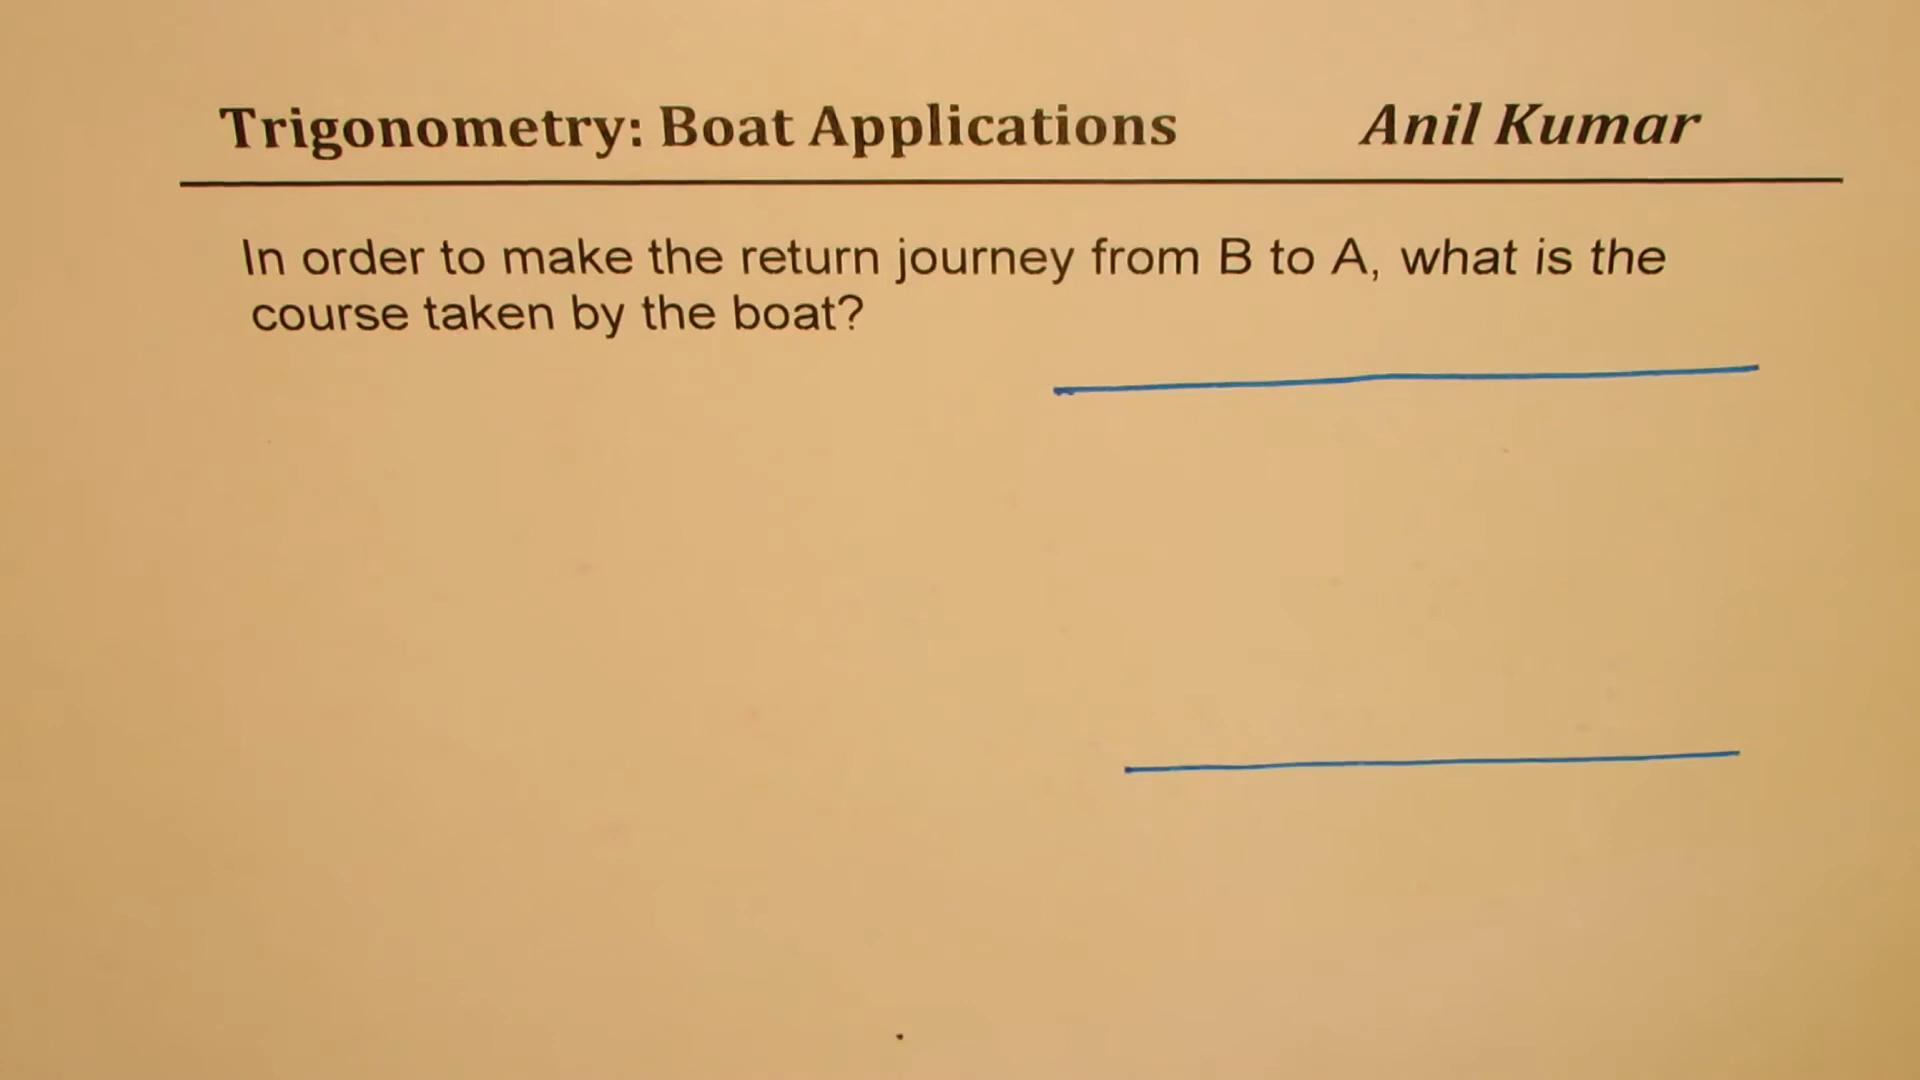 Trigonometry: Boat Applications Anil Kumar
In order to make the return journey from B to A, what is the
course taken by the boat?